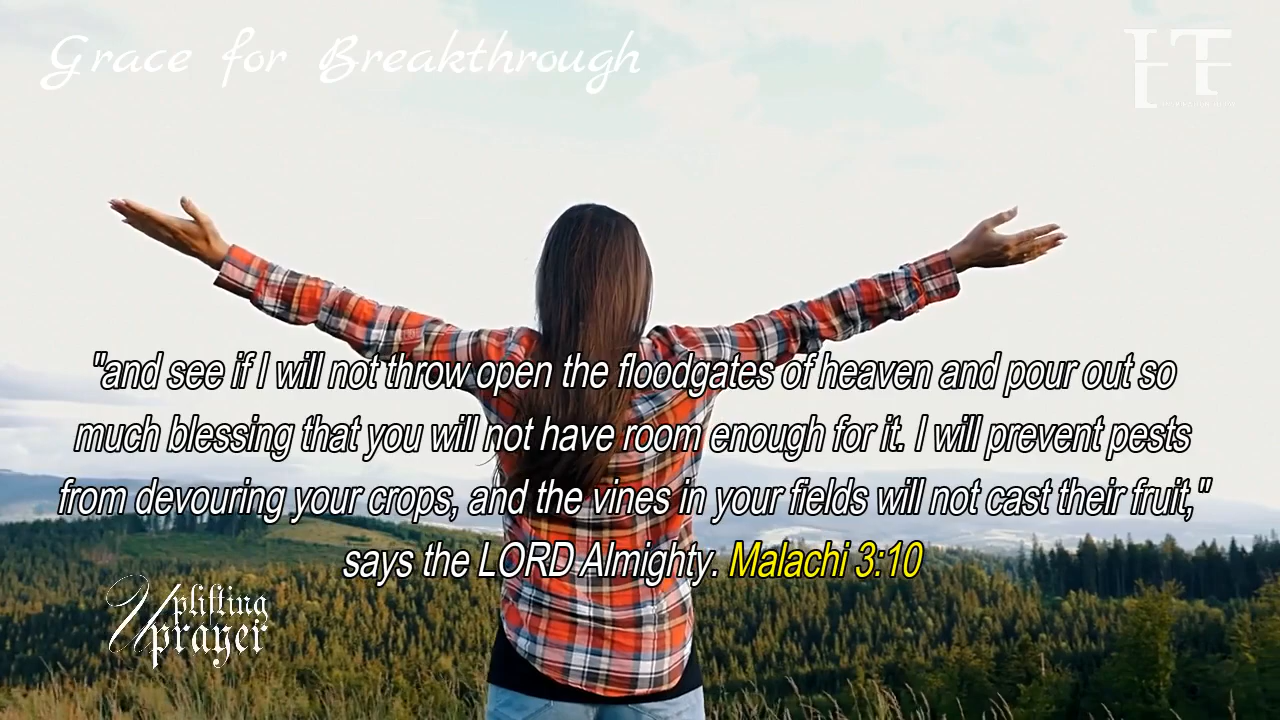 Grace for Breakthrough
"and see if I will not throw open the floodgates of heaven and pour out so
much blessing that you will not have room enough for it. I will prevent pests
from devouring your crops, and the vines in your fields will not cast their fruit,"
says the LORD Almighty. Malachi 3:10
Uplifting
prayer